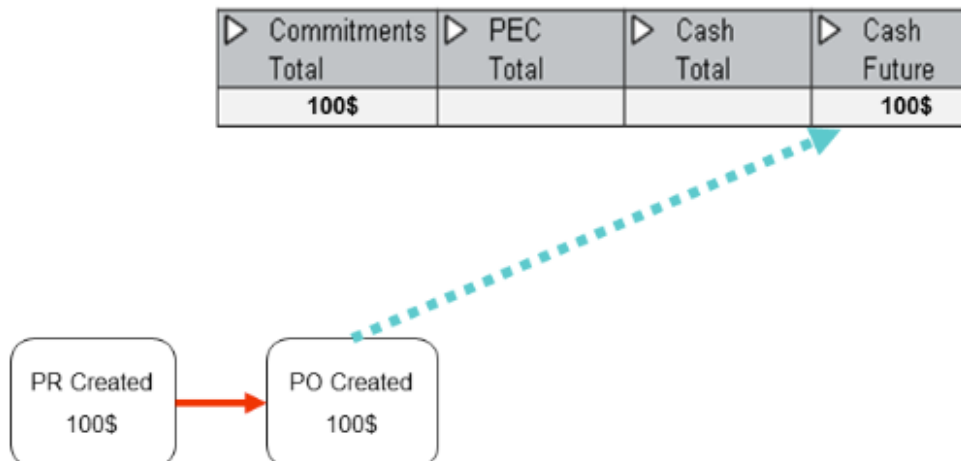 Commitments Total
PEC Total
Cash Total
Cash Future
100$
100$
PR Created
100$
PO Created
100$